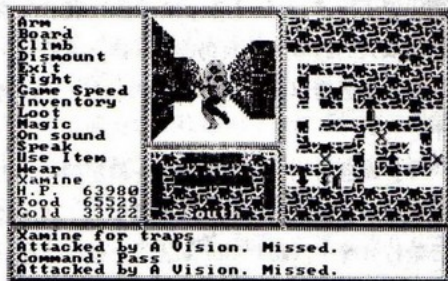 Arm
Board
Climb
Dismount
Exit
Fight
Game Speed
Inventory
Loot
Magic
On sound
Speak
Use Item
Wear
Xamine
H.P. 63980
Food 65529
Gold 33722
South
Xamine for traps
Attacked by A Vision. Missed.
Command: Pass
Attacked by A Vision. Missed.